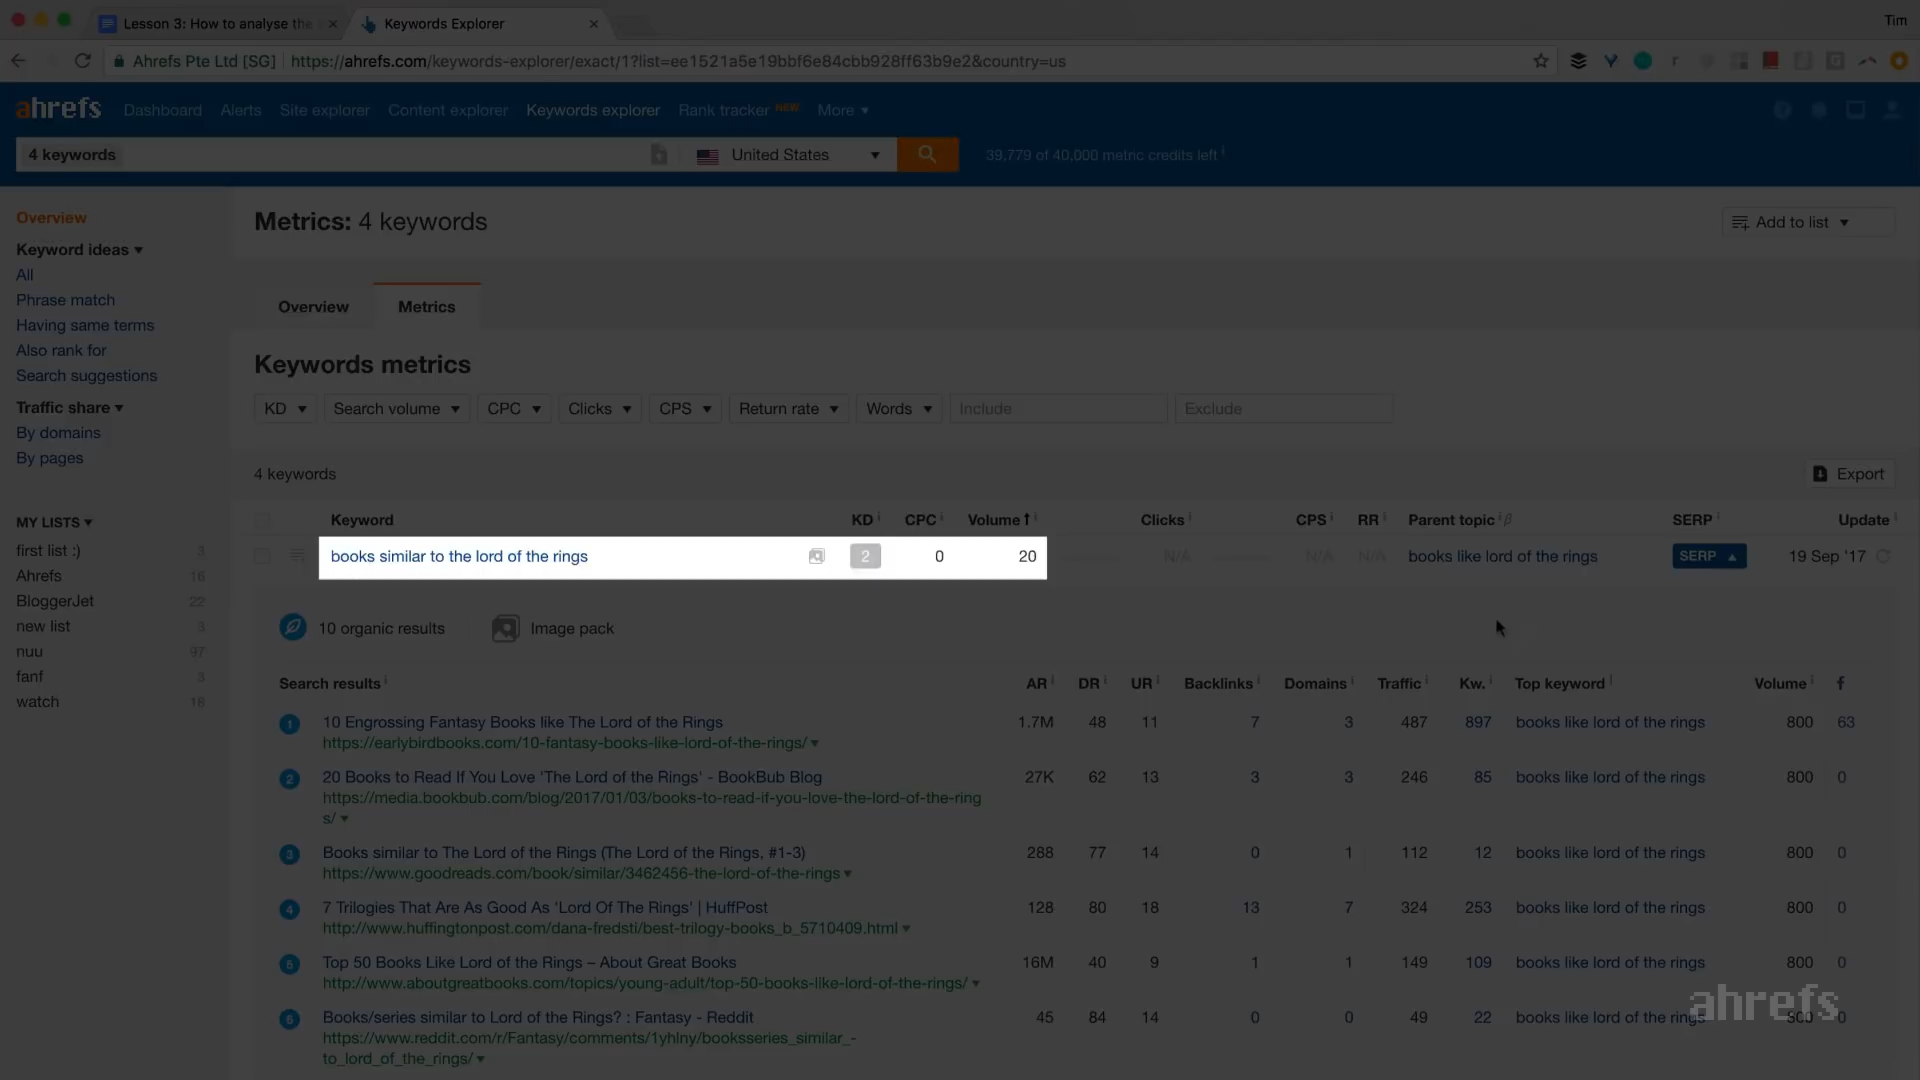 Lesson 3: How to analyse the
Keywords Explorer
Tim
Ahrefs Pte Ltd [SG]
https://ahrefs.com/keywords-explorer/exact/1?list=ee1521a5e19bbf6e84cbb928ff63b9e2&country=us
ahrefs Dashboard Alerts Site explorer Content explorer Keywords explorer Rank tracker NEW More
4 keywords United States 39,779 of 40,000 metric credits left
Overview
Keyword ideas
All
Phrase match
Having same terms
Also rank for
Search suggestions
Traffic share
By domains
By pages
MY LISTS
first list :) 3
Ahrefs 16
BloggerJet 22
new list 3
nuu 97
fanf 3
watch 18
Metrics: 4 keywords
Add to list
Overview Metrics
Keywords metrics
KD Search volume CPC Clicks CPS Return rate Words Include Exclude
4 keywords Export
Keyword KD CPC Volume Clicks CPS RR Parent topic SERP Update
books similar to the lord of the rings 2 0 20 N/A N/A N/A books like lord of the rings SERP 19 Sep '17
10 organic results Image pack
Search results AR DR UR Backlinks Domains Traffic Kw. Top keyword Volume f
1 10 Engrossing Fantasy Books like The Lord of the Rings 1.7M 48 11 7 3 487 897 books like lord of the rings 800 63
https://earlybirdbooks.com/10-fantasy-books-like-lord-of-the-rings/
2 20 Books to Read If You Love 'The Lord of the Rings' - BookBub Blog 27K 62 13 3 3 246 85 books like lord of the rings 800 0
https://media.bookbub.com/blog/2017/01/03/books-to-read-if-you-love-the-lord-of-the-ring
s/
3 Books similar to The Lord of the Rings (The Lord of the Rings, #1-3) 288 77 14 0 1 112 12 books like lord of the rings 800 0
https://www.goodreads.com/book/similar/3462456-the-lord-of-the-rings
4 7 Trilogies That Are As Good As 'Lord Of The Rings' | HuffPost 128 80 18 13 7 324 253 books like lord of the rings 800 0
http://www.huffingtonpost.com/dana-fredsti/best-trilogy-books_b_5710409.html
5 Top 50 Books Like Lord of the Rings – About Great Books 16M 40 9 1 1 149 109 books like lord of the rings 800 0
http://www.aboutgreatbooks.com/topics/young-adult/top-50-books-like-lord-of-the-rings/
6 Books/series similar to Lord of the Rings? : Fantasy - Reddit 45 84 14 0 0 49 22 books like lord of the rings 800 0
https://www.reddit.com/r/Fantasy/comments/1yhlny/booksseries_similar_-
to_lord_of_the_rings/
ahrefs